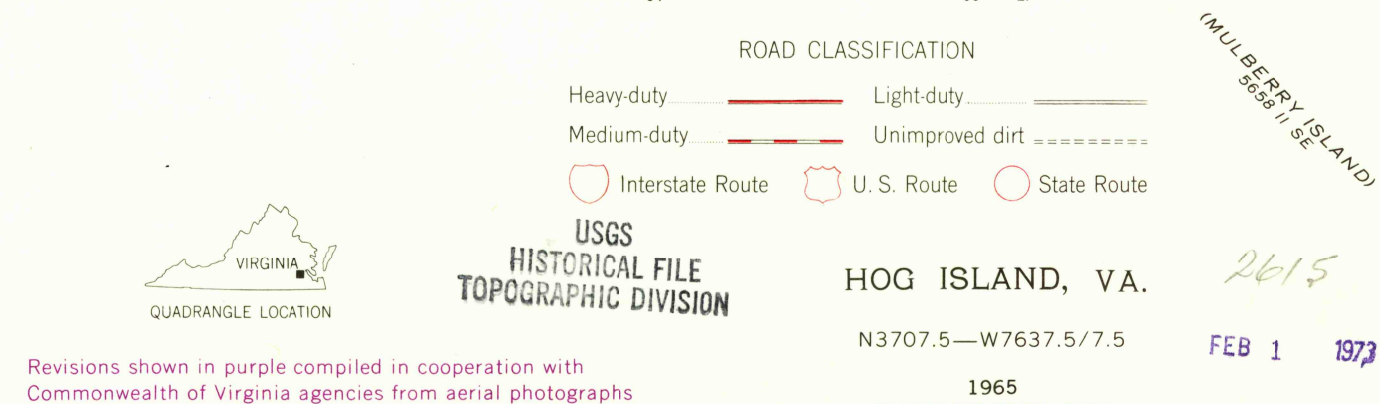 ROAD CLASSIFICATION
Heavy-duty Light-duty
Medium-duty Unimproved dirt
Interstate Route U. S. Route State Route
(MULBERRY ISLAND)
5658 II SE
VIRGINIA
QUADRANGLE LOCATION
USGS
HISTORICAL FILE
TOPOGRAPHIC DIVISION
HOG ISLAND, VA.
N3707.5—W7637.5/7.5
1965
2615
FEB 1 1973
Revisions shown in purple compiled in cooperation with
Commonwealth of Virginia agencies from aerial photographs